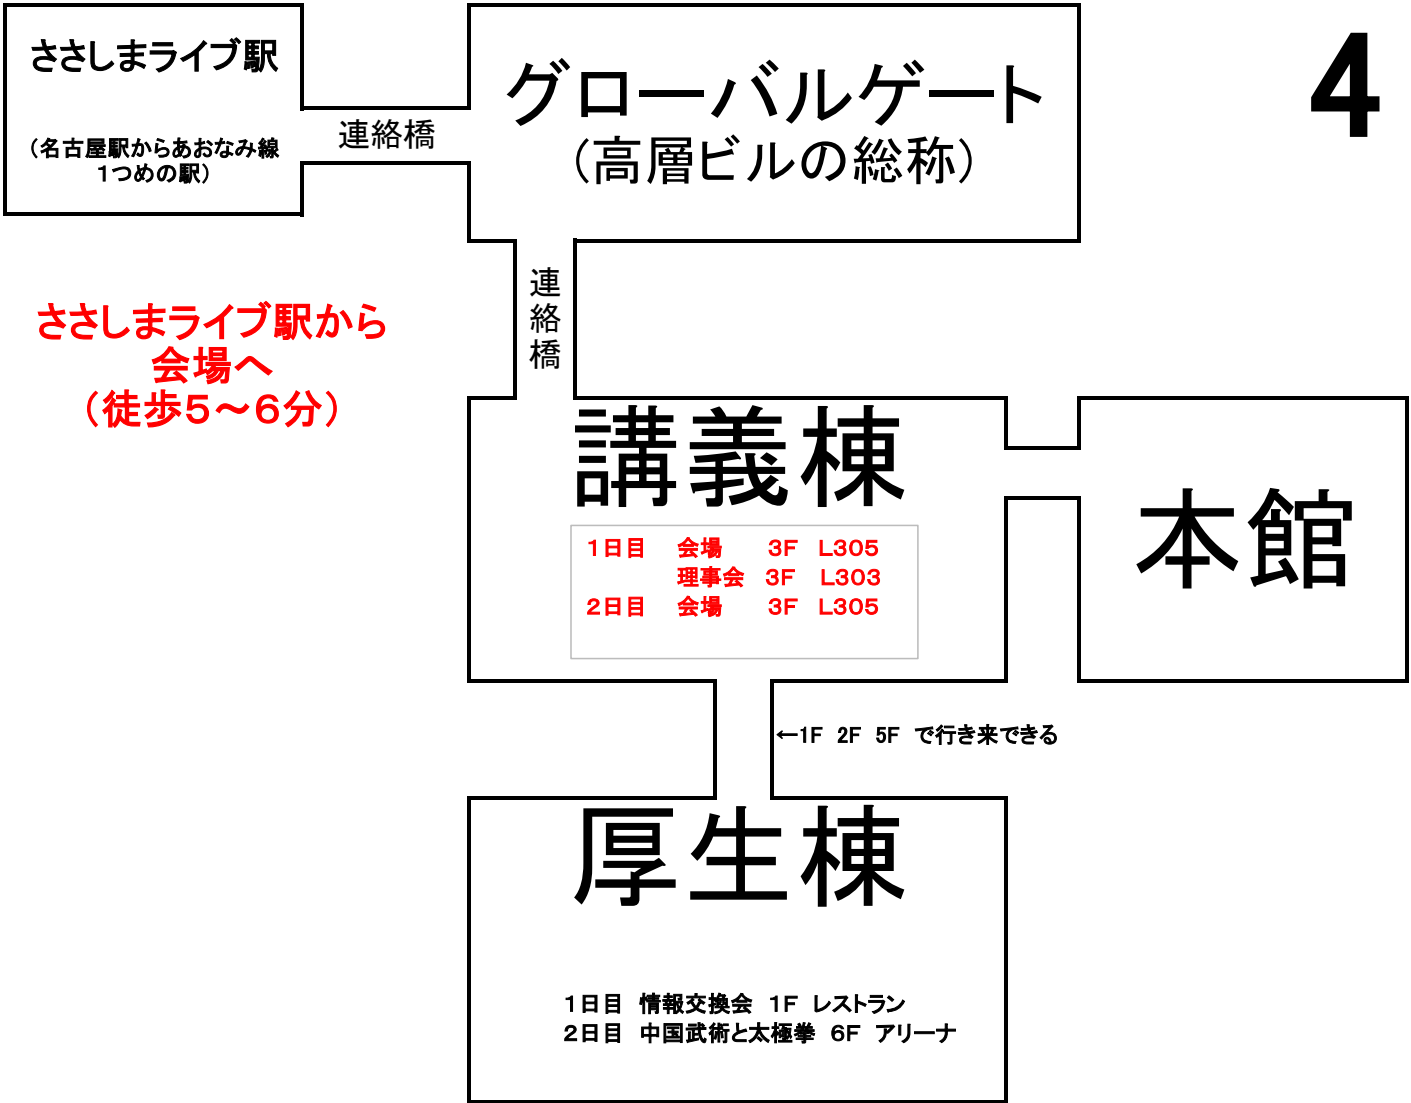 ささしまライブ駅
（名古屋駅からあおなみ線
１つめの駅）
連絡橋
グローバルゲート
（高層ビルの総称）
4
連絡橋
ささしまライブ駅から
会場へ
（徒歩５～６分）
講義棟
１日目　会場　　３F　L３０５
理事会　３F　L３０３
２日目　会場　　３F　L３０５
本館
←1F　2F　5F　で行き来できる
厚生棟
１日目　情報交換会　１F　レストラン
２日目　中国武術と太極拳　６F　アリーナ